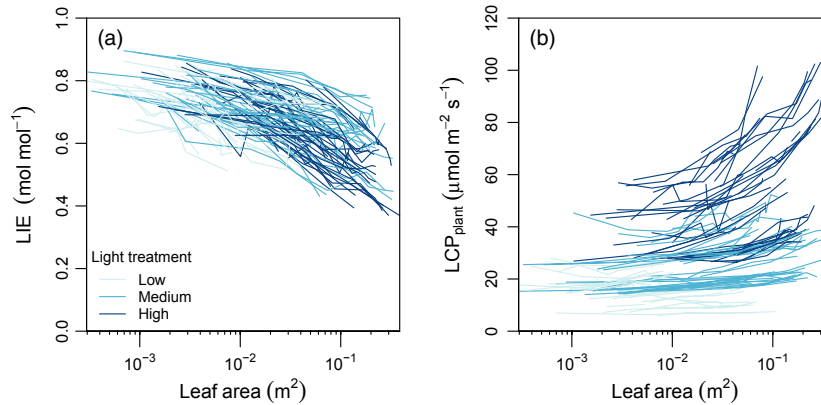 (a)
LIE (mol mol⁻¹)
1.0
0.8
0.6
0.4
0.2
0.0
Light treatment
Low
Medium
High
10⁻³
10⁻²
10⁻¹
Leaf area (m²)
(b)
LCPplant (μmol m⁻² s⁻¹)
120
100
80
60
40
20
0
10⁻³
10⁻²
10⁻¹
Leaf area (m²)